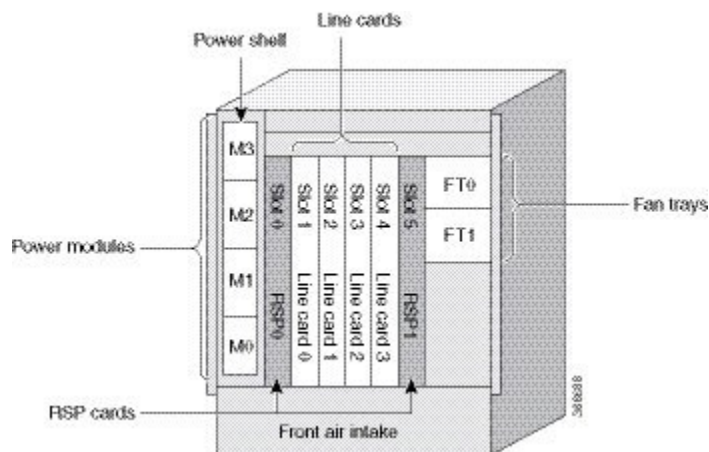 Line cards
Power shelf
M3
M2
M1
M0
Slot 0 RSP0
Slot 1 Line card 0
Slot 2 Line card 1
Slot 3 Line card 2
Slot 4 Line card 3
Slot 5 RSP1
FT0
FT1
Fan trays
Power modules
RSP cards
Front air intake